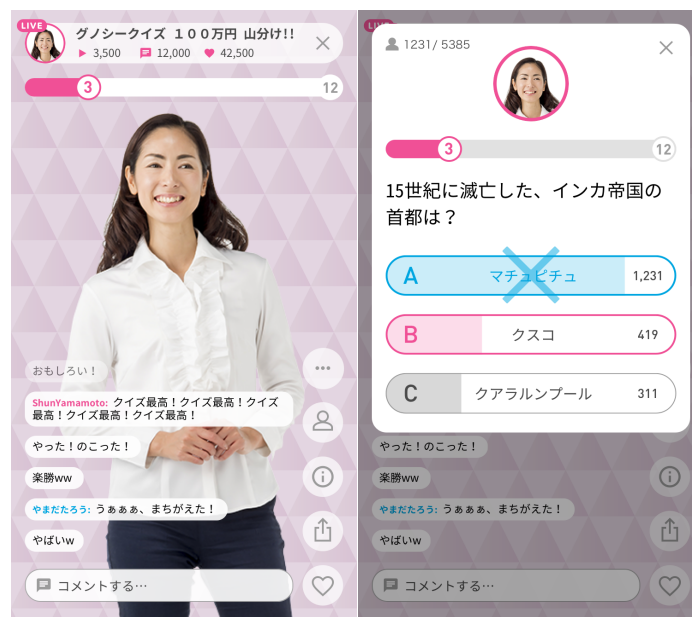 LIVE
グノシークイズ １００万円 山分け!!
3,500 12,000 42,500
3 12
おもしろい！
ShunYamamoto: クイズ最高！クイズ最高！クイズ
最高！クイズ最高！クイズ最高！
やった！のこった！
楽勝ww
やまだたろう: うぁぁぁ、まちがえた！
やばいw
コメントする…
LIVE
1231/ 5385
3 12
15世紀に滅亡した、インカ帝国の
首都は？
A マチュピチュ 1,231
B クスコ 419
C クアラルンプール 311
やった！のこった！
楽勝ww
やまだたろう: うぁぁぁ、まちがえた！
やばいw
コメントする…